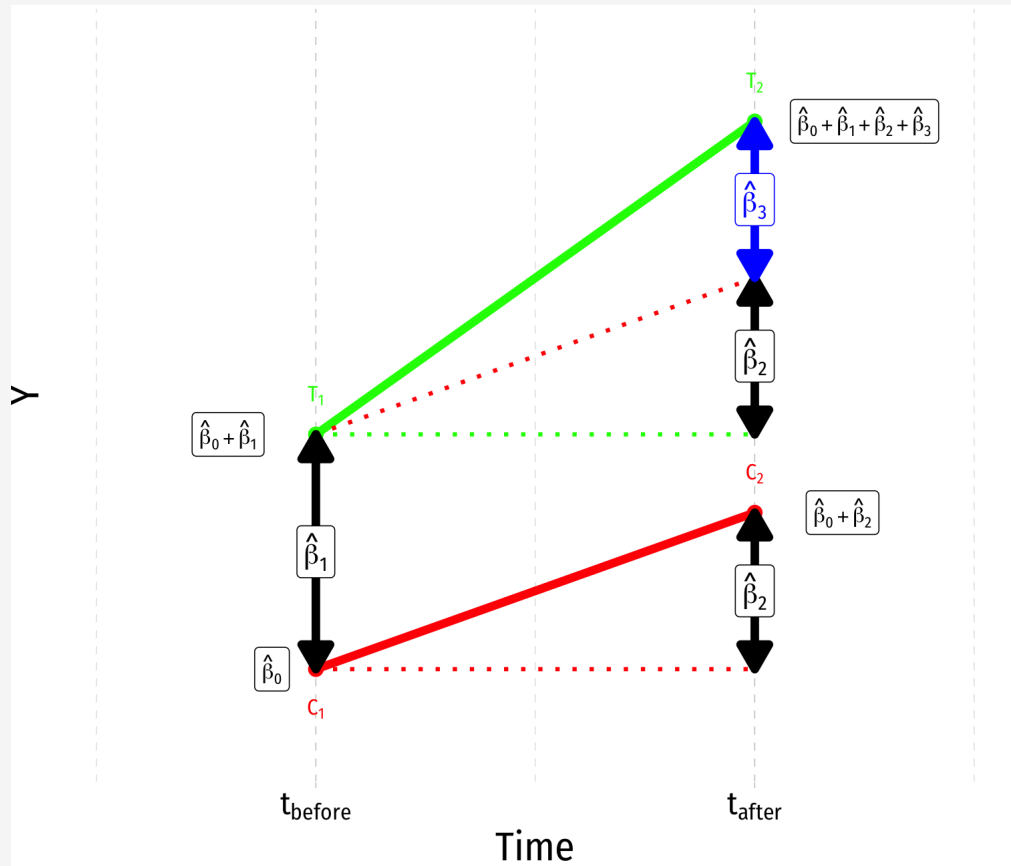 T₂
β̂₀ + β̂₁ + β̂₂ + β̂₃
β̂₃
β̂₂
Y
T₁
β̂₀ + β̂₁
C₂
β̂₀ + β̂₂
β̂₁
β̂₂
β̂₀
C₁
t_before
t_after
Time